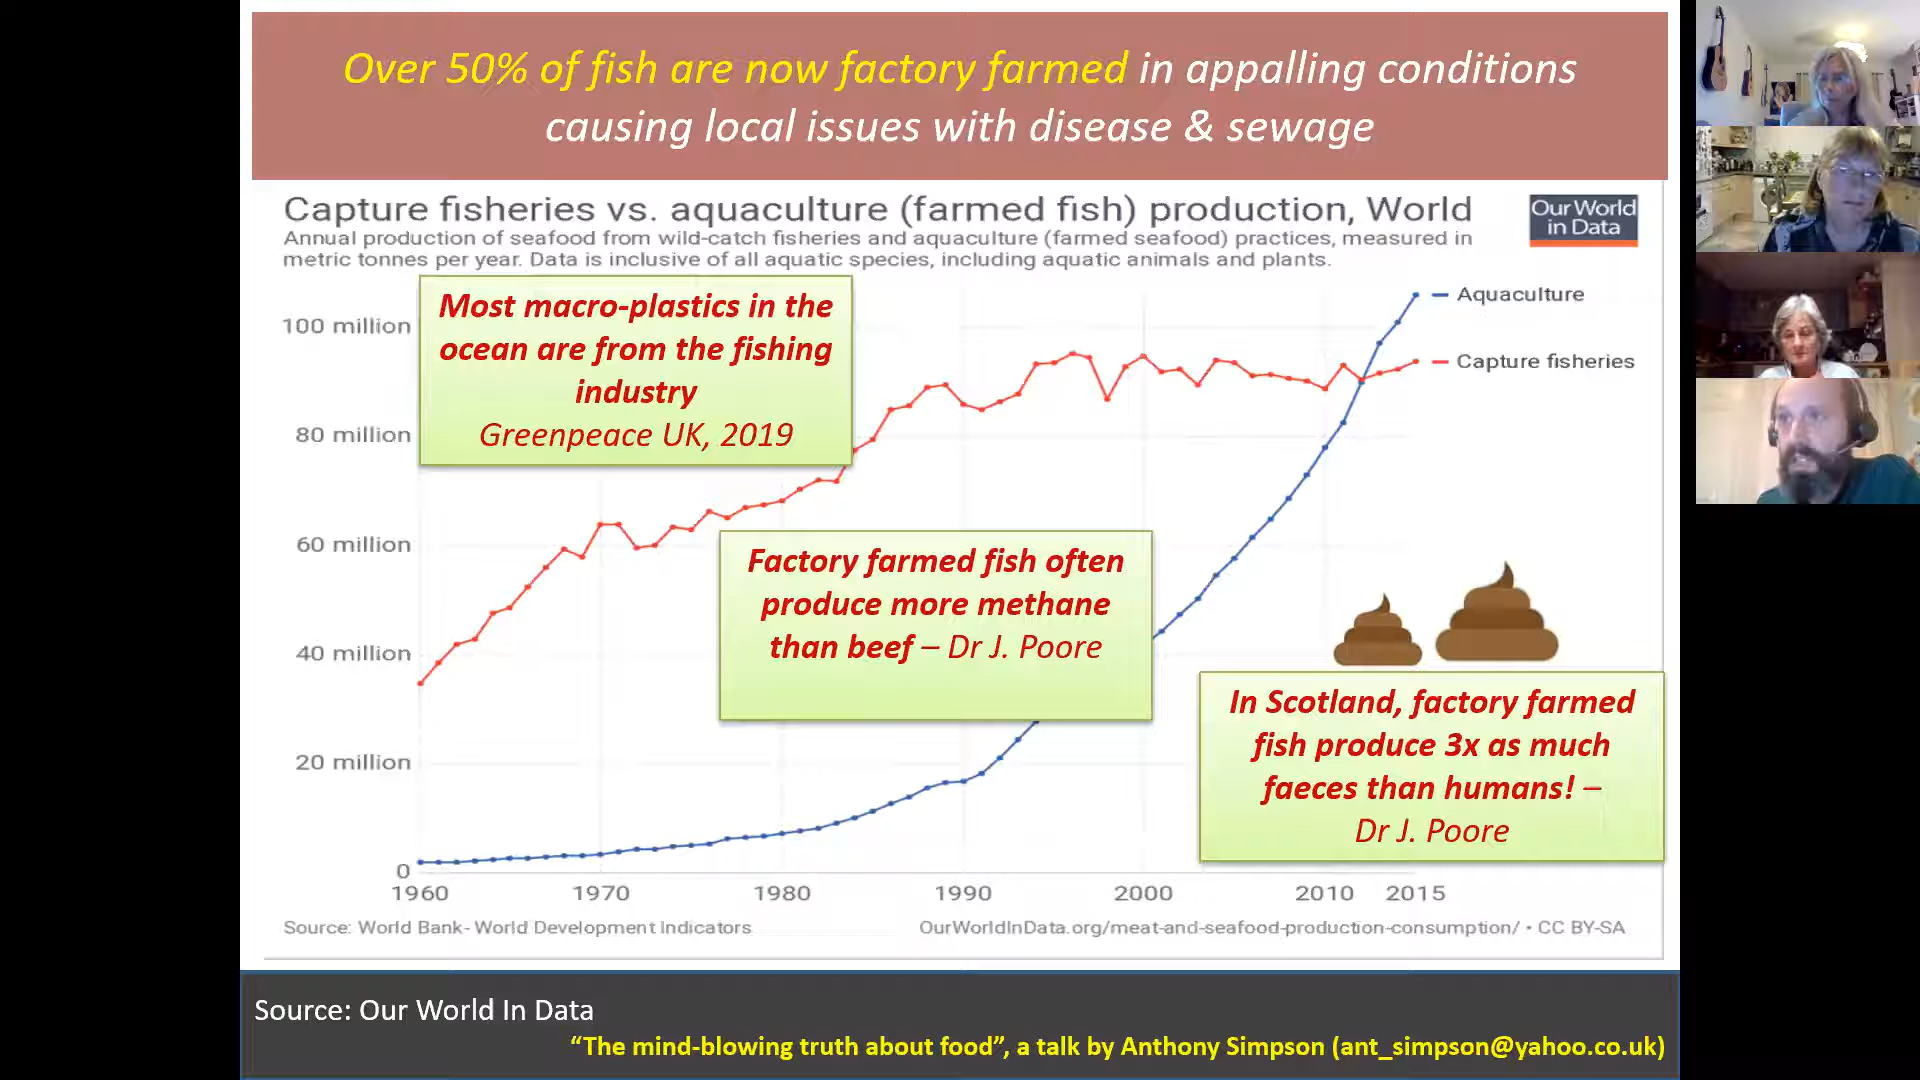 Over 50% of fish are now factory farmed in appalling conditions
causing local issues with disease & sewage
Capture fisheries vs. aquaculture (farmed fish) production, World
Our World
in Data
Annual production of seafood from wild-catch fisheries and aquaculture (farmed seafood) practices, measured in
metric tonnes per year. Data is inclusive of all aquatic species, including aquatic animals and plants.
Most macro-plastics in the
ocean are from the fishing
industry
Greenpeace UK, 2019
Aquaculture
Capture fisheries
100 million
80 million
60 million
40 million
20 million
0
Factory farmed fish often
produce more methane
than beef – Dr J. Poore
In Scotland, factory farmed
fish produce 3x as much
faeces than humans! –
Dr J. Poore
1960 1970 1980 1990 2000 2010 2015
Source: World Bank- World Development Indicators
OurWorldInData.org/meat-and-seafood-production-consumption/ • CC BY-SA
Source: Our World In Data
“The mind-blowing truth about food”, a talk by Anthony Simpson (ant_simpson@yahoo.co.uk)